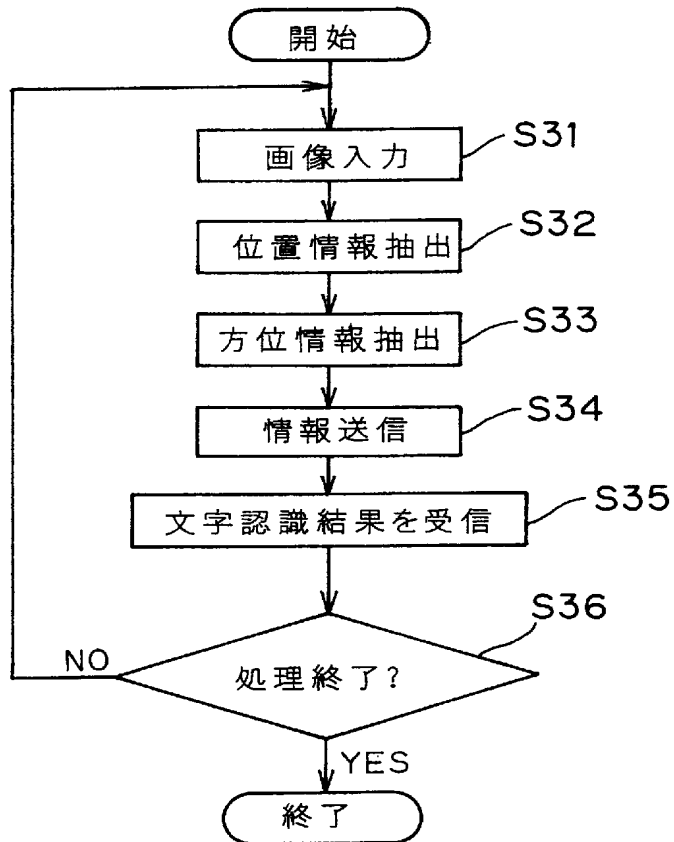 開始
画像入力
S31
位置情報抽出
S32
方位情報抽出
S33
情報送信
S34
文字認識結果を受信
S35
処理終了?
S36
NO
YES
終了